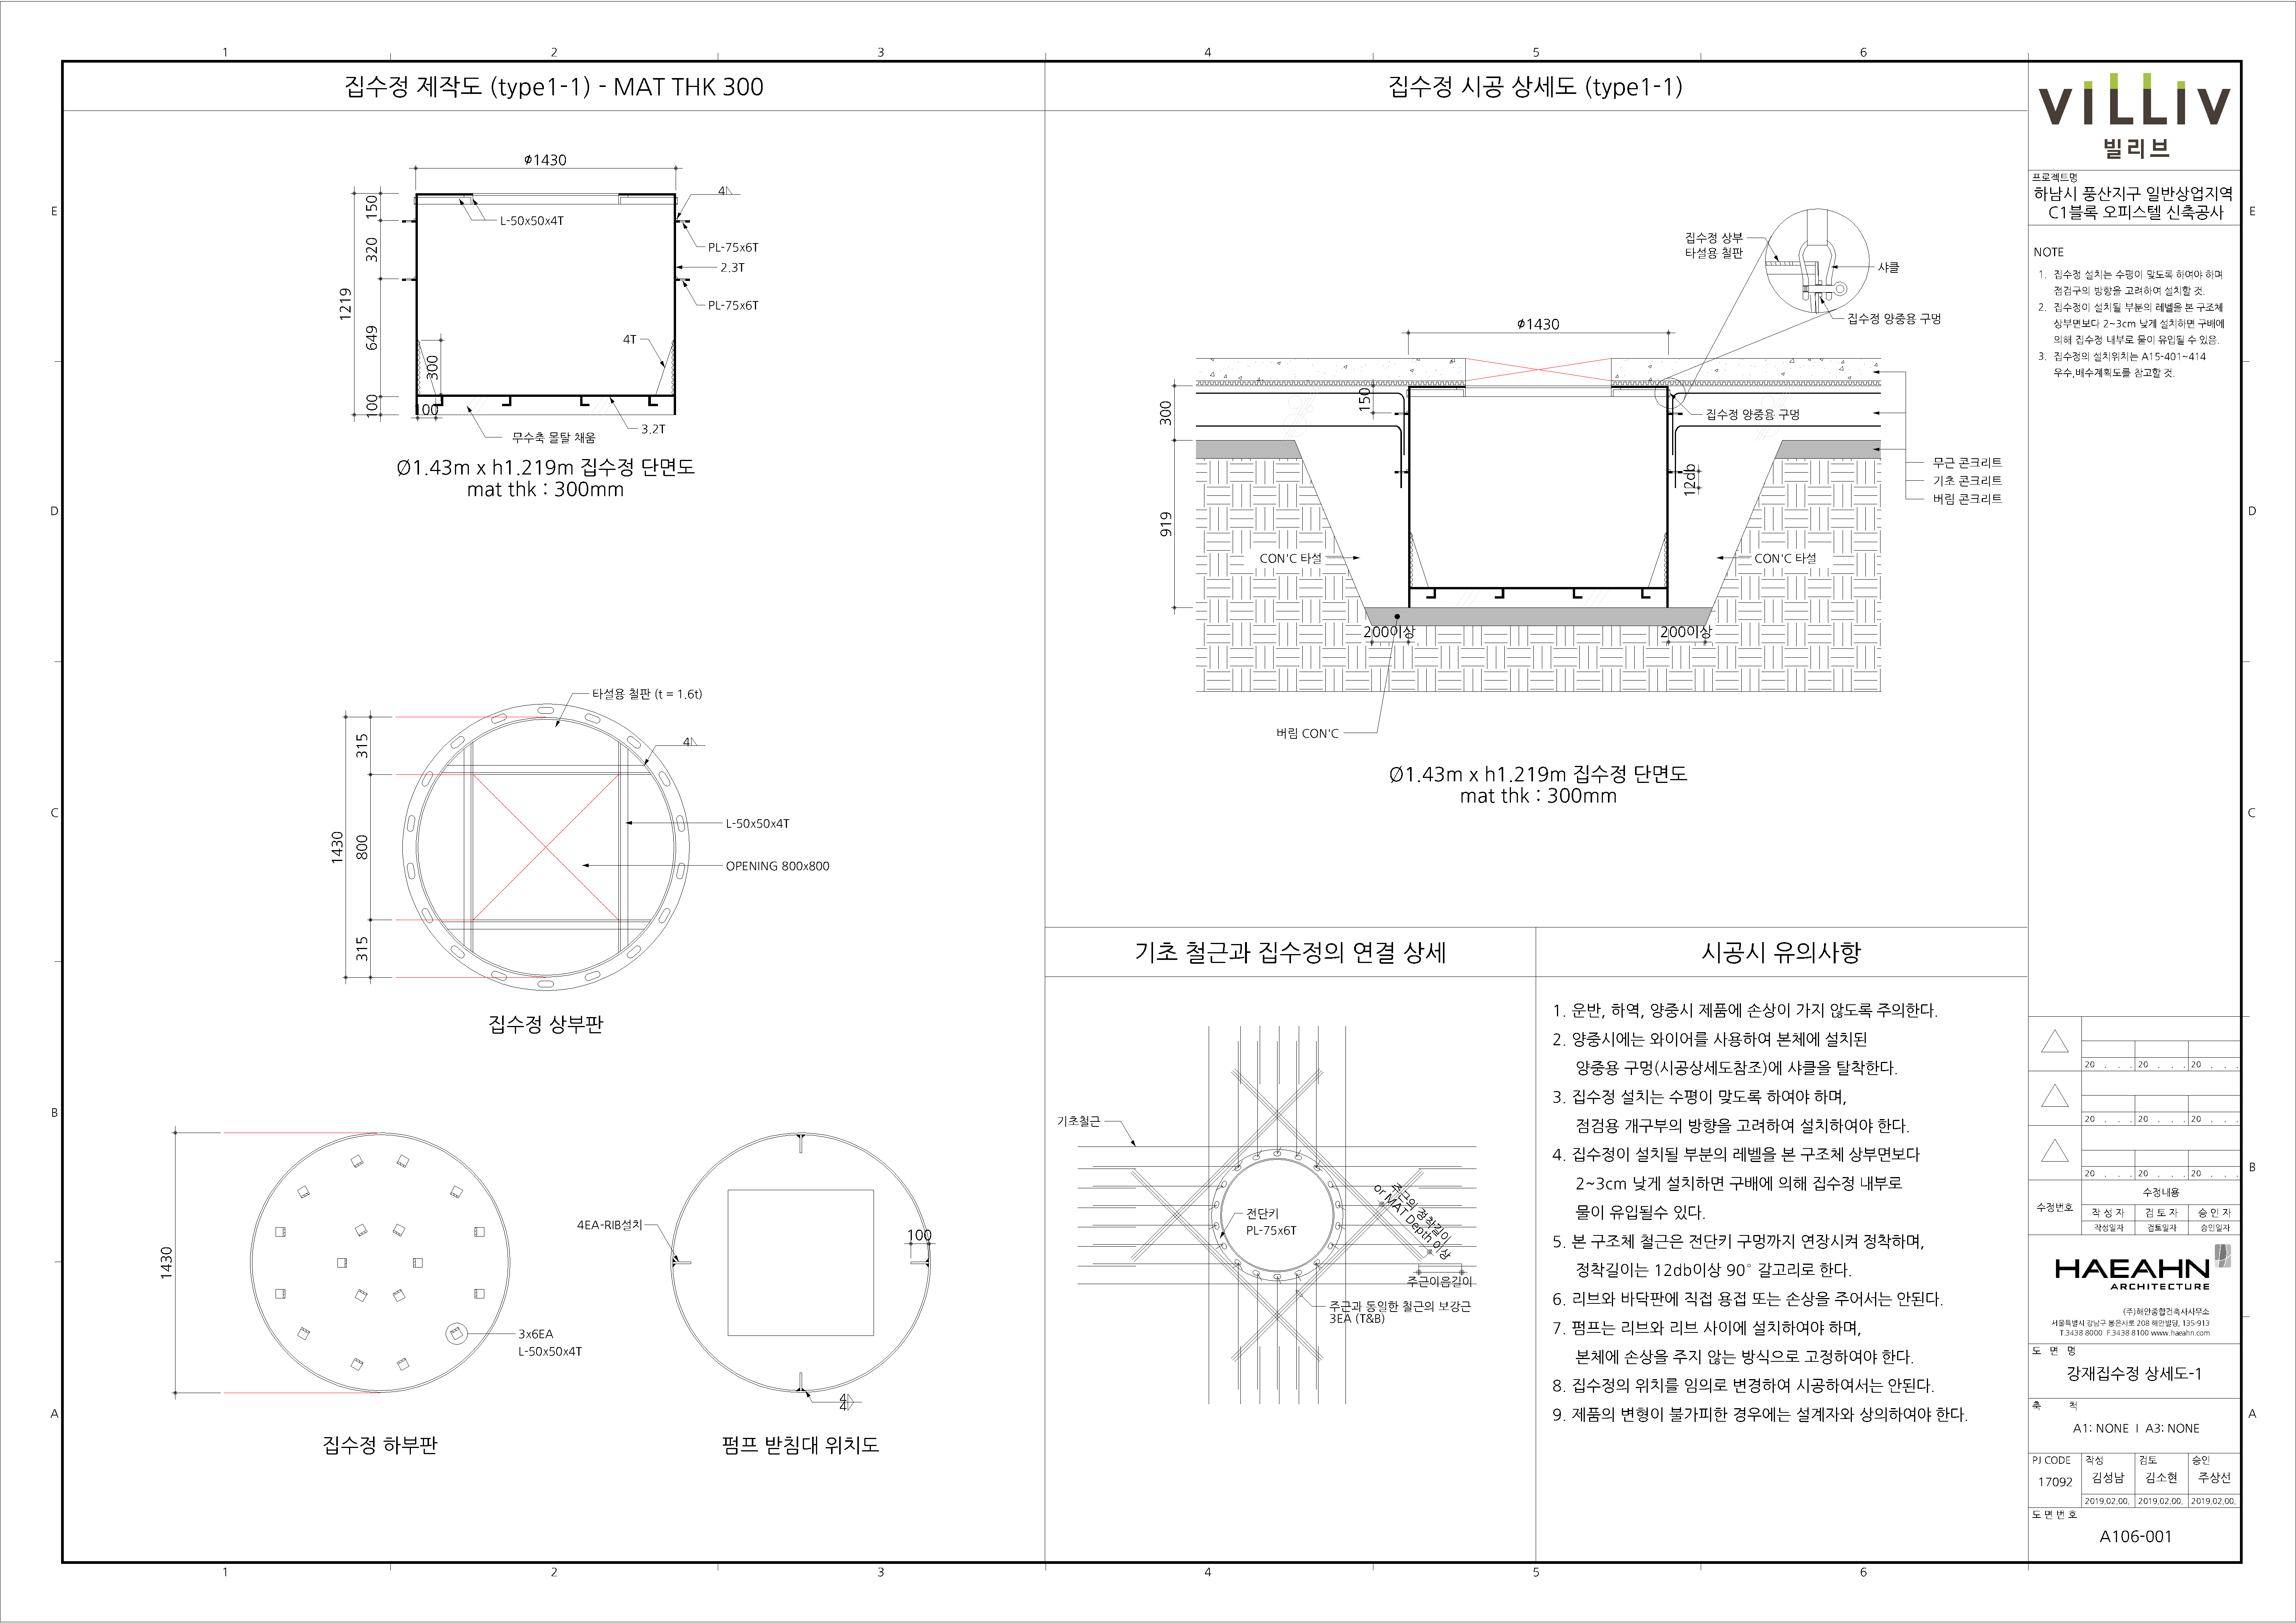 1
2
3
4
5
6
집수정 제작도 (type1-1) - MAT THK 300
ø1430
150
320
649
100
1219
300
100
4
L-50x50x4T
PL-75x6T
2.3T
PL-75x6T
4T
3.2T
무수축 몰탈 채움
Ø1.43m x h1.219m 집수정 단면도
mat thk : 300mm
타설용 철판 (t = 1.6t)
4
315
800
315
1430
L-50x50x4T
OPENING 800x800
집수정 상부판
1430
3x6EA
L-50x50x4T
집수정 하부판
4EA-RIB설치
100
4
4
펌프 받침대 위치도
집수정 시공 상세도 (type1-1)
집수정 상부
타설용 철판
샤클
집수정 양중용 구멍
ø1430
150
300
919
집수정 양중용 구멍
12db
무근 콘크리트
기초 콘크리트
버림 콘크리트
CON'C 타설
CON'C 타설
200이상
200이상
버림 CON'C
Ø1.43m x h1.219m 집수정 단면도
mat thk : 300mm
기초 철근과 집수정의 연결 상세
기초철근
전단키
PL-75x6T
주근의 정착길이
or MAT Depth 이상
주근이음길이
주근과 동일한 철근의 보강근
3EA (T&B)
시공시 유의사항
1. 운반, 하역, 양중시 제품에 손상이 가지 않도록 주의한다.
2. 양중시에는 와이어를 사용하여 본체에 설치된
양중용 구멍(시공상세도참조)에 샤클을 탈착한다.
3. 집수정 설치는 수평이 맞도록 하여야 하며,
점검용 개구부의 방향을 고려하여 설치하여야 한다.
4. 집수정이 설치될 부분의 레벨을 본 구조체 상부면보다
2~3cm 낮게 설치하면 구배에 의해 집수정 내부로
물이 유입될수 있다.
5. 본 구조체 철근은 전단키 구멍까지 연장시켜 정착하며,
정착길이는 12db이상 90° 갈고리로 한다.
6. 리브와 바닥판에 직접 용접 또는 손상을 주어서는 안된다.
7. 펌프는 리브와 리브 사이에 설치하여야 하며,
본체에 손상을 주지 않는 방식으로 고정하여야 한다.
8. 집수정의 위치를 임의로 변경하여 시공하여서는 안된다.
9. 제품의 변형이 불가피한 경우에는 설계자와 상의하여야 한다.
VILLIV
빌리브
프로젝트명
하남시 풍산지구 일반상업지역
C1블록 오피스텔 신축공사
NOTE
1. 집수정 설치는 수평이 맞도록 하여야 하며
점검구의 방향을 고려하여 설치할 것.
2. 집수정이 설치될 부분의 레벨을 본 구조체
상부면보다 2~3cm 낮게 설치하면 구배에
의해 집수정 내부로 물이 유입될 수 있음.
3. 집수정의 설치위치는 A15-401~414
우수,배수계획도를 참고할 것.
20 . . . 20 . . . 20 . . .
20 . . . 20 . . . 20 . . .
20 . . . 20 . . . 20 . . .
수정번호
수정내용
작 성 자 검 토 자 승 인 자
작성일자 검토일자 승인일자
HAEAHN
ARCHITECTURE
(주)해안종합건축사사무소
서울특별시 강남구 봉은사로 208 해안빌딩, 135-913
T.3438 8000 F.3438 8100 www.haeahn.com
도 면 명
강재집수정 상세도-1
축 척
A1: NONE I A3: NONE
PJ CODE 작성 검토 승인
17092 김성남 김소현 주상선
2019.02.00. 2019.02.00. 2019.02.00.
도 면 번 호
A106-001
E
D
C
B
A
E
D
C
B
A
1
2
3
4
5
6